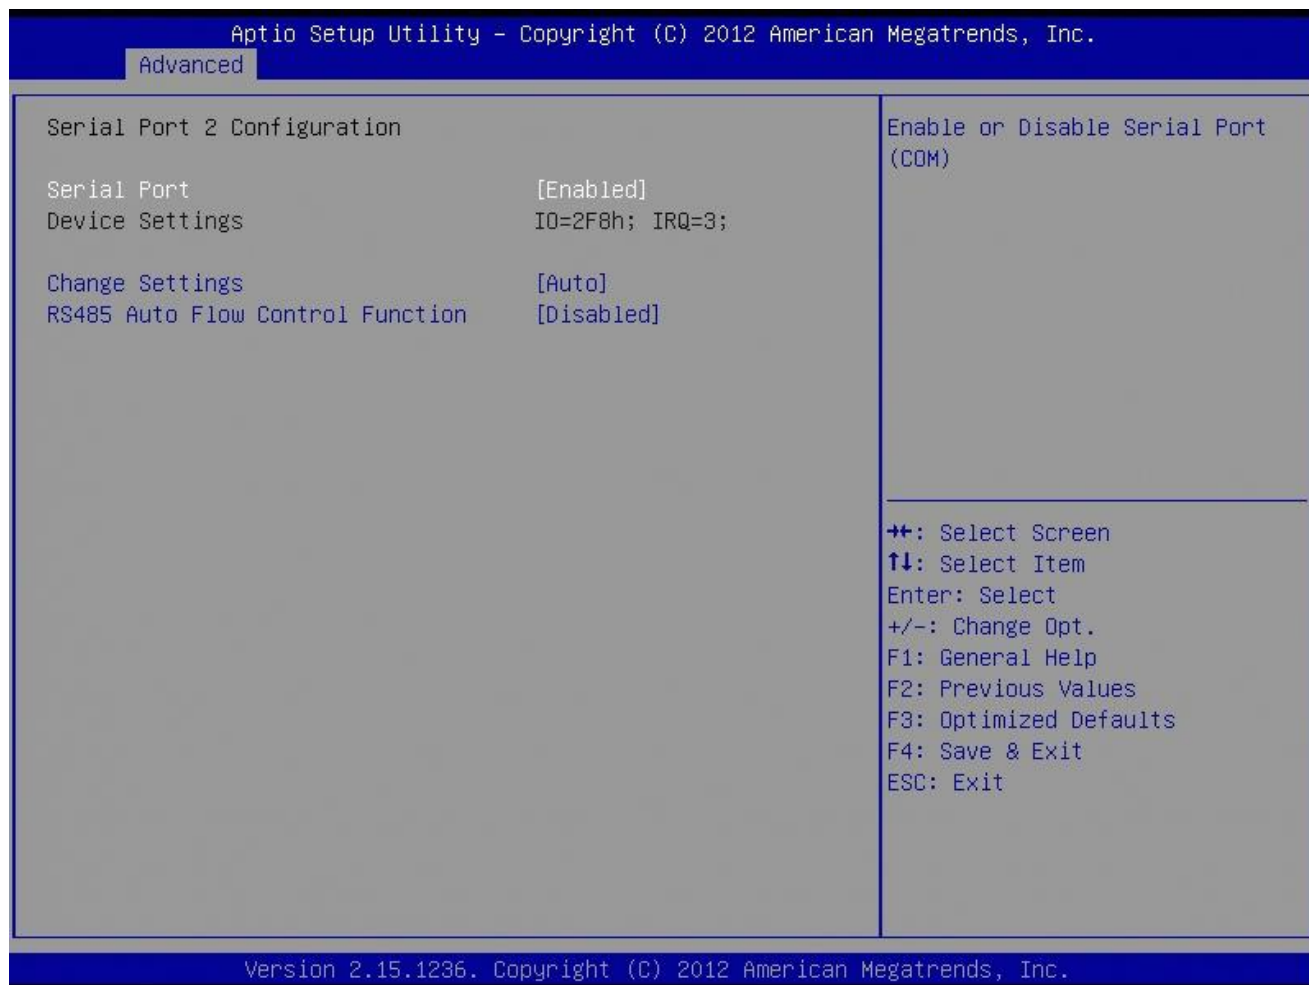 Aptio Setup Utility – Copyright (C) 2012 American Megatrends, Inc.
Advanced
Serial Port 2 Configuration
Serial Port [Enabled]
Device Settings IO=2F8h; IRQ=3;
Change Settings [Auto]
RS485 Auto Flow Control Function [Disabled]
Enable or Disable Serial Port
(COM)
→←: Select Screen
↑↓: Select Item
Enter: Select
+/-: Change Opt.
F1: General Help
F2: Previous Values
F3: Optimized Defaults
F4: Save & Exit
ESC: Exit
Version 2.15.1236. Copyright (C) 2012 American Megatrends, Inc.